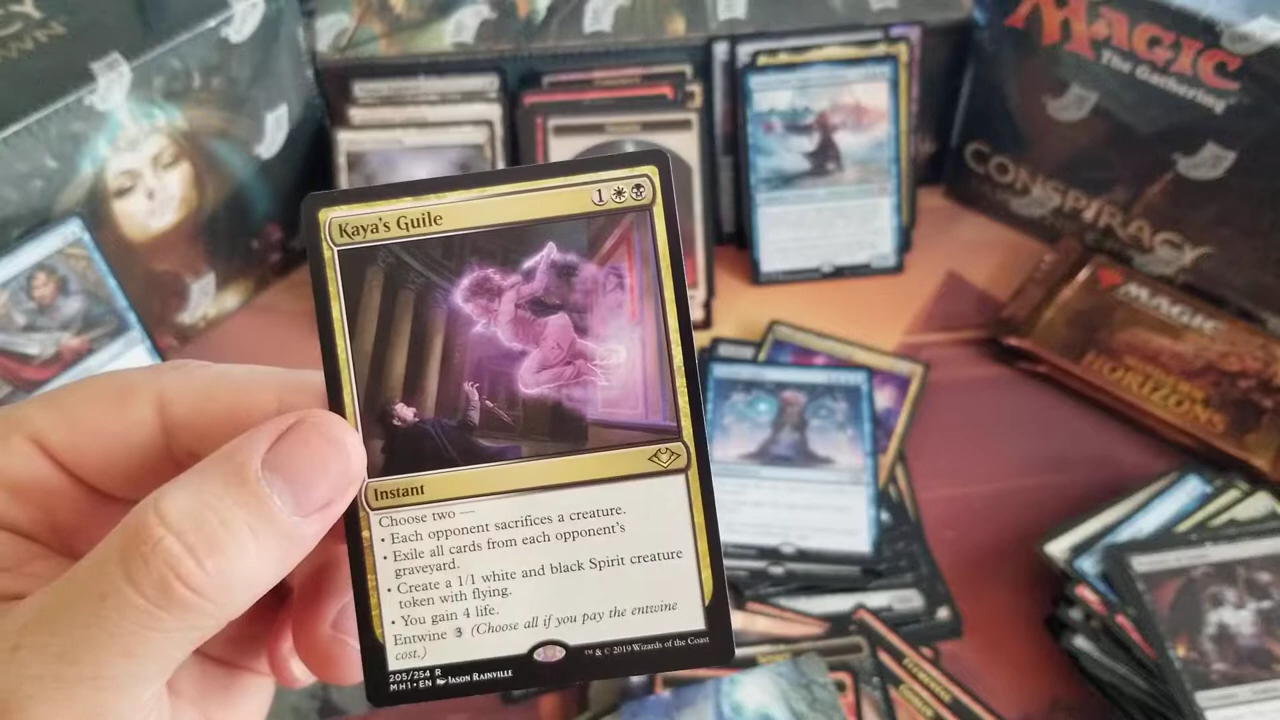 MAGIC
The Gathering
CONSPIRACY
Kaya's Guile
1
Instant
Choose two —
• Each opponent sacrifices a creature.
• Exile all cards from each opponent's
graveyard.
• Create a 1/1 white and black Spirit creature
token with flying.
• You gain 4 life.
Entwine 3 (Choose all if you pay the entwine
cost.)
205/254 R
MH1 • EN Jason Rainville
™ & © 2019 Wizards of the Coast
MAGIC
HORIZONS